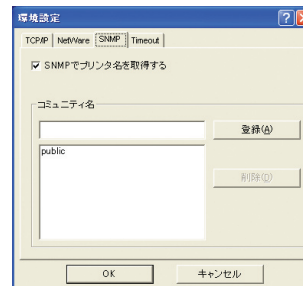 環境設定
TCP/IP NetWare SNMP Timeout
SNMPでプリンタ名を取得する
コミュニティ名
登録(A)
public
削除(D)
OK キャンセル